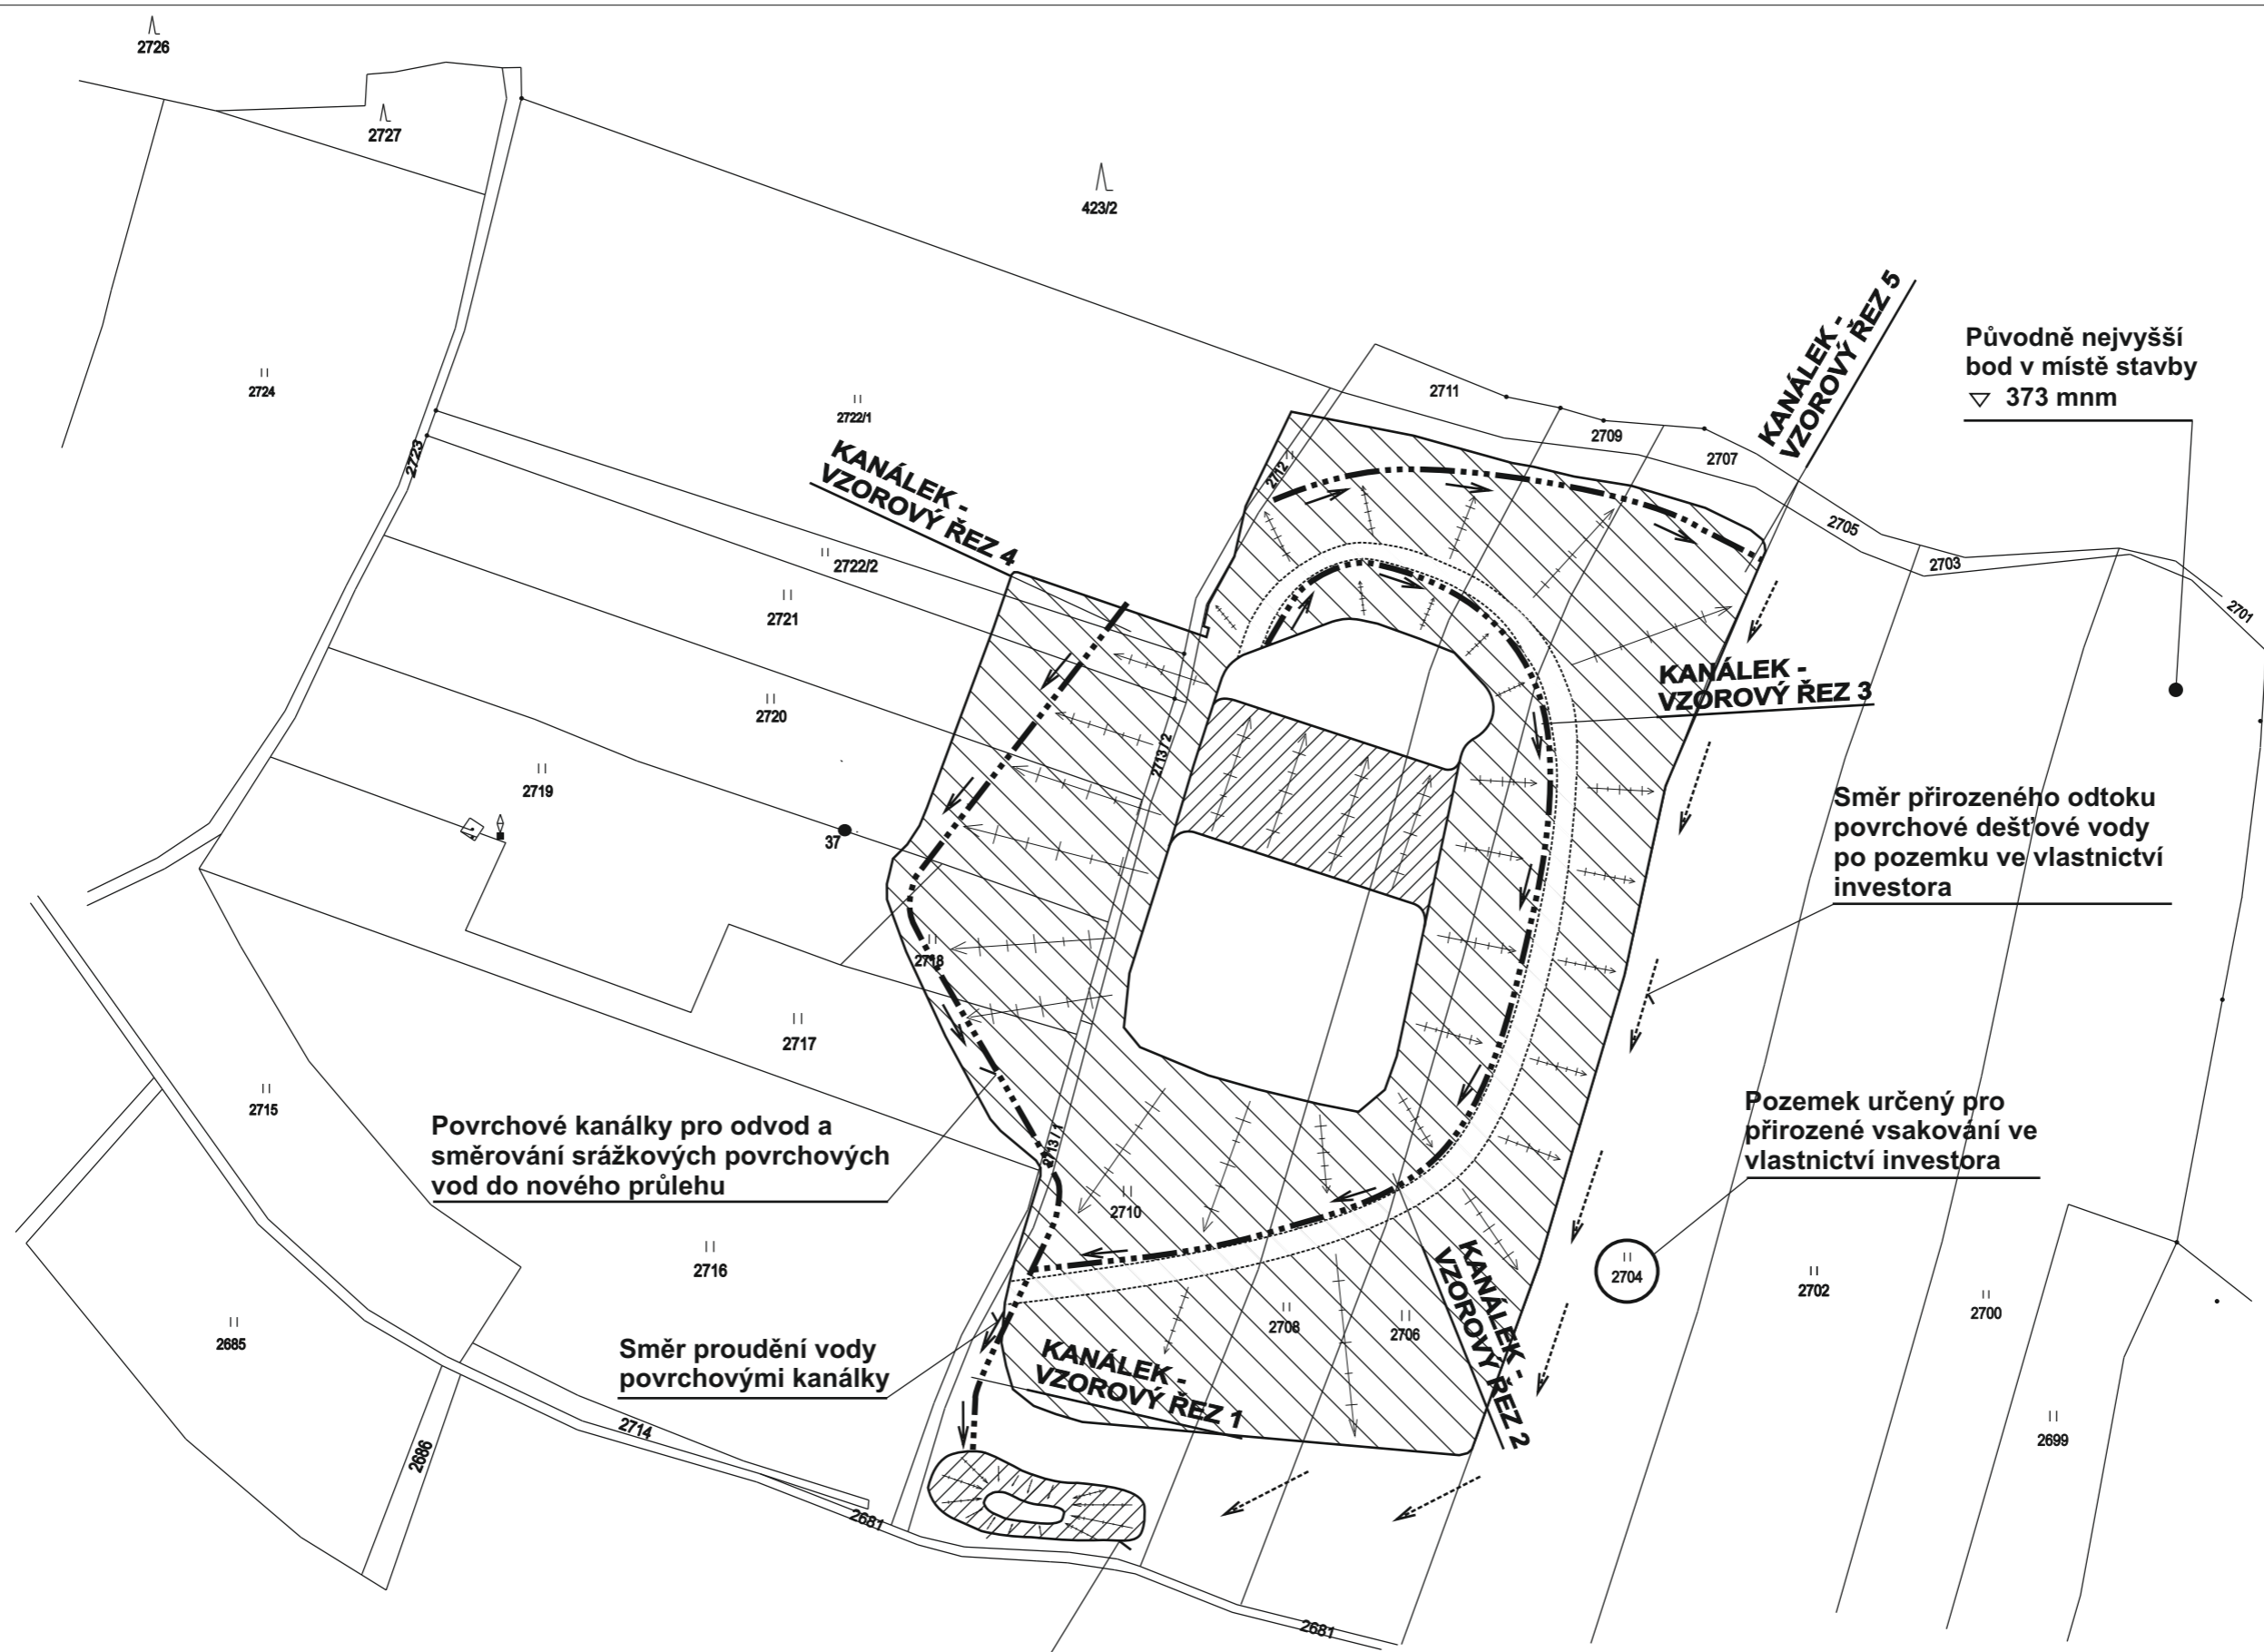 2726
2727
423/2
2724
2722/1
2723
KANÁLEK -
VZOROVÝ ŘEZ 4
2711
2709
2707
2712
KANÁLEK -
VZOROVÝ ŘEZ 5
Původně nejvyšší
bod v místě stavby
373 mnm
2705
2703
2701
2722/2
2721
2720
2719
37
2713/2
KANÁLEK -
VZOROVÝ ŘEZ 3
Směr přirozeného odtoku
povrchové dešťové vody
po pozemku ve vlastnictví
investora
2718
2717
2715
Povrchové kanálky pro odvod a
směrování srážkových povrchových
vod do nového průlehu
2713/1
Pozemek určený pro
přirozené vsakování ve
vlastnictví investora
2710
2716
2704
2702
2700
2708
2706
2685
Směr proudění vody
povrchovými kanálky
KANÁLEK -
VZOROVÝ ŘEZ 1
KANÁLEK -
VZOROVÝ ŘEZ 2
2714
2686
2699
2681
2681